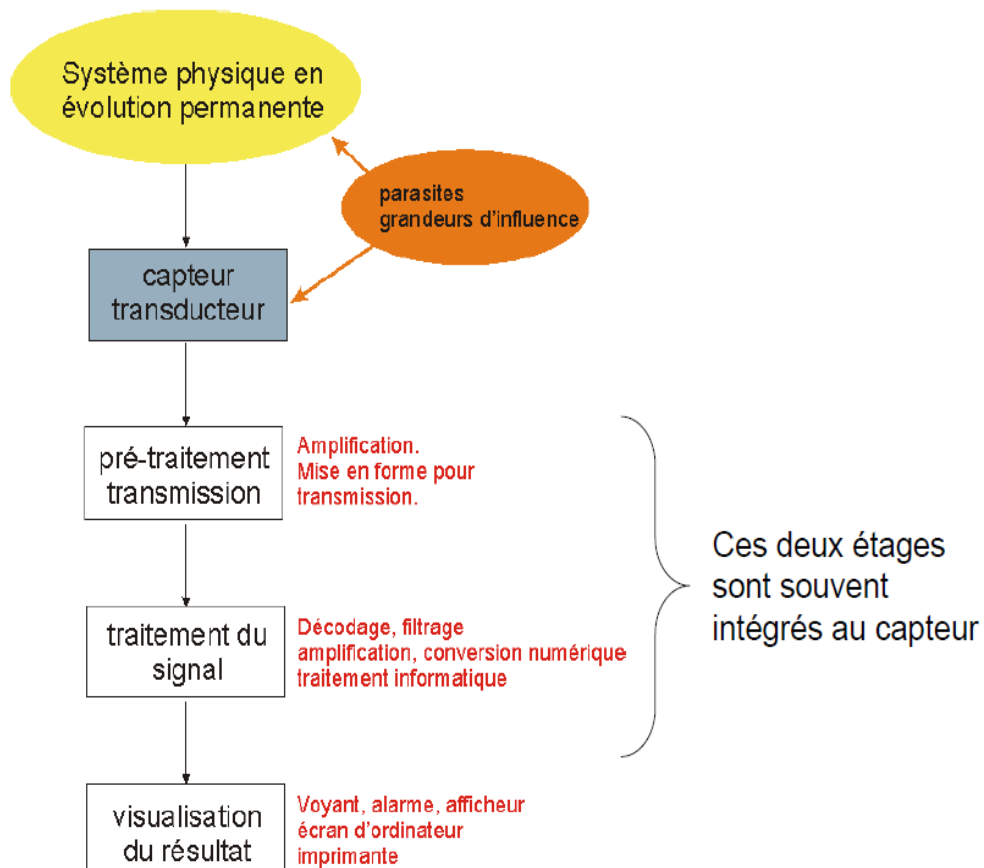 Système physique en
évolution permanente
parasites
grandeurs d'influence
capteur
transducteur
pré-traitement
transmission
Amplification.
Mise en forme pour
transmission.
Ces deux étages
sont souvent
intégrés au capteur
traitement du
signal
Décodage, filtrage
amplification, conversion numérique
traitement informatique
visualisation
du résultat
Voyant, alarme, afficheur
écran d'ordinateur
imprimante